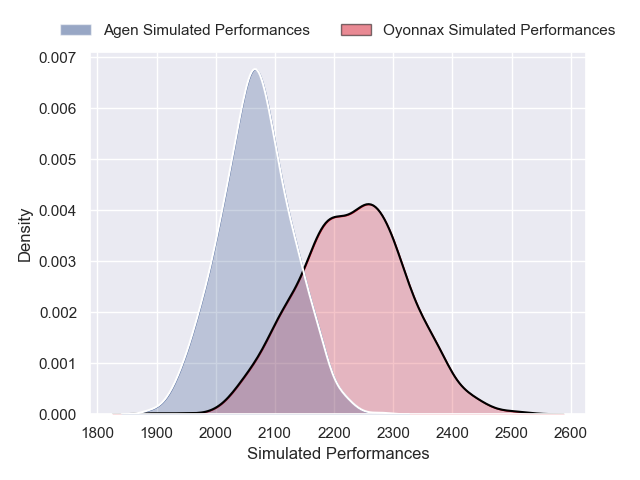 Agen Simulated Performances
Oyonnax Simulated Performances
0.007
0.006
0.005
0.004
0.003
0.002
0.001
0.000
Density
1800 1900 2000 2100 2200 2300 2400 2500 2600
Simulated Performances